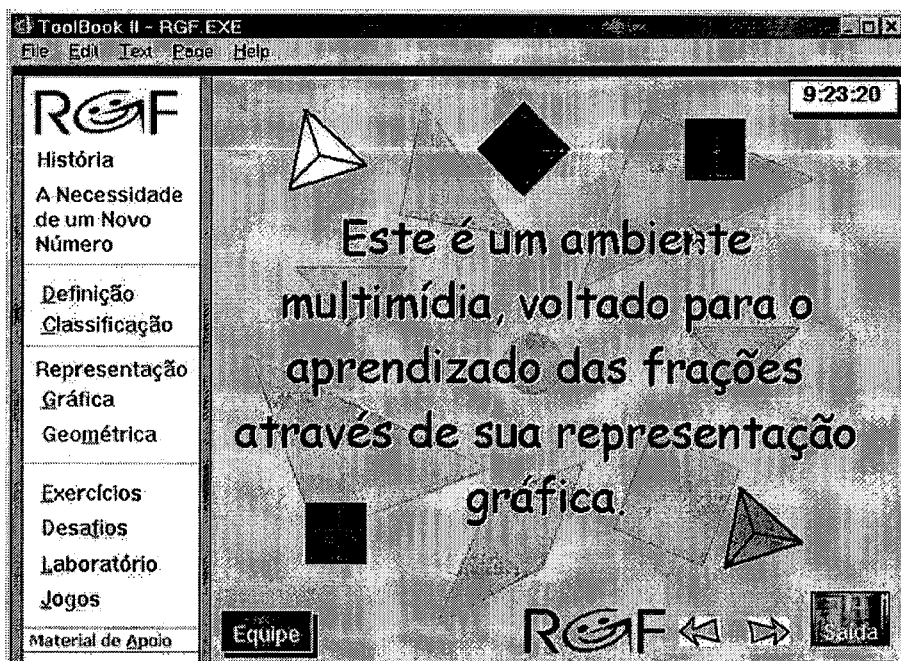 ToolBook II - RGF.EXE
File Edit Text Page Help
RGF
História
A Necessidade
de um Novo
Número
Definição
Classificação
Representação
Gráfica
Geométrica
Exercícios
Desafios
Laboratório
Jogos
Material de Apoio
9:23:20
Este é um ambiente
multimídia, voltado para o
aprendizado das frações
através de sua representação
gráfica.
Equipe
RGF
Saída